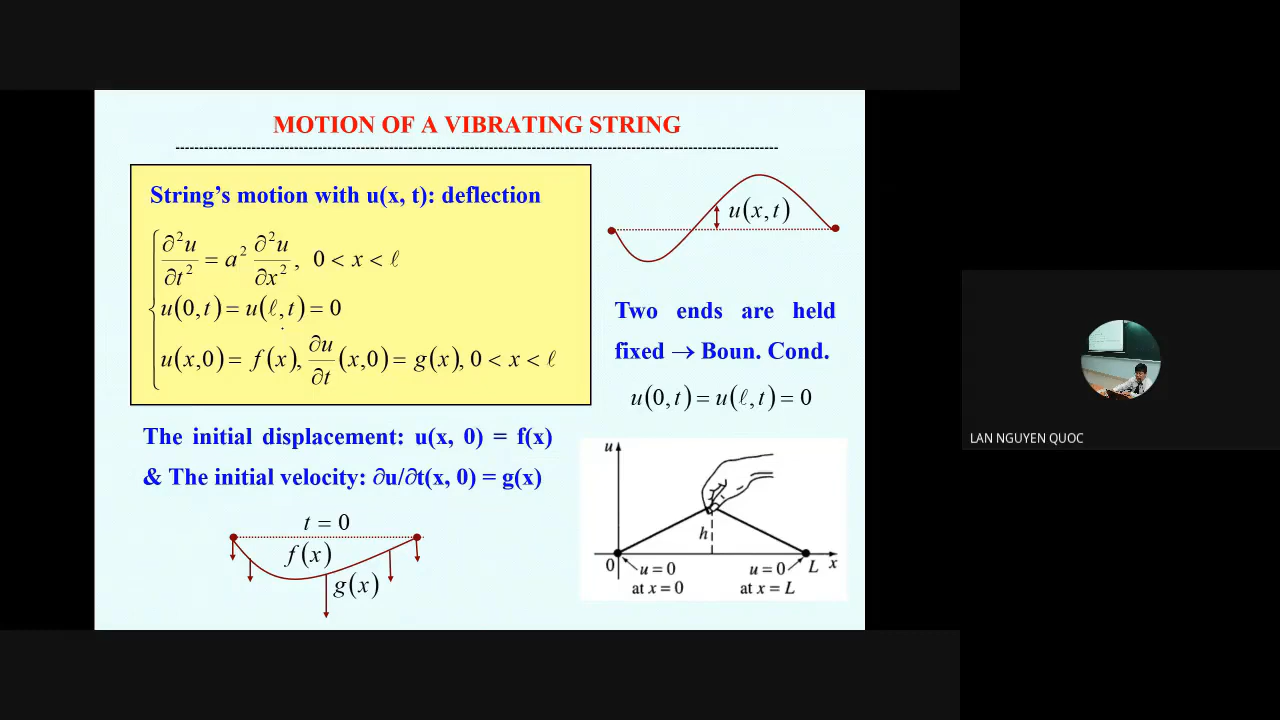 MOTION OF A VIBRATING STRING
String's motion with u(x, t): deflection
∂²u/∂t² = a² ∂²u/∂x², 0 < x < ℓ
u(0,t) = u(ℓ,t) = 0
u(x,0) = f(x), ∂u/∂t (x,0) = g(x), 0 < x < ℓ
u(x,t)
Two ends are held
fixed → Boun. Cond.
u(0,t) = u(ℓ,t) = 0
The initial displacement: u(x, 0) = f(x)
& The initial velocity: ∂u/∂t(x, 0) = g(x)
t = 0
f(x)
g(x)
u
h
0
u = 0
at x = 0
u = 0
at x = L
L
x
LAN NGUYEN QUOC